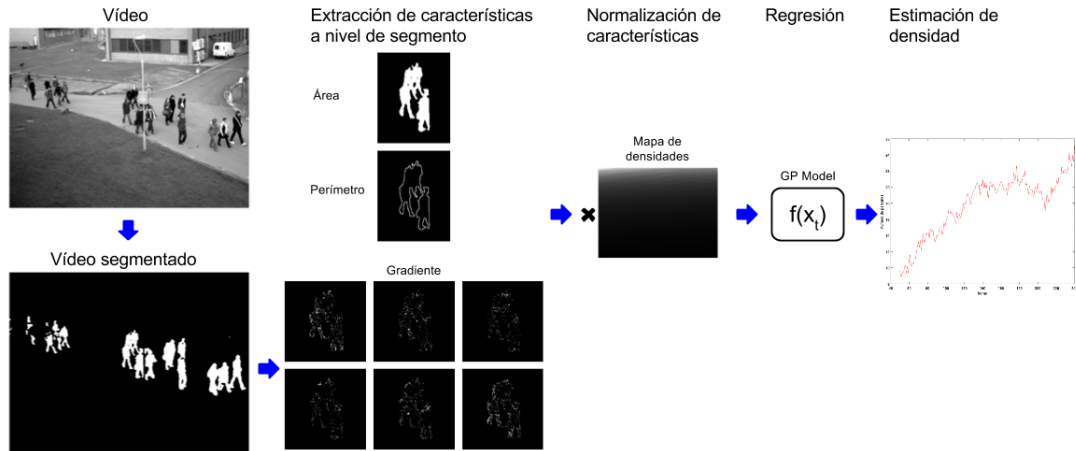 Vídeo
Extracción de características
a nivel de segmento
Normalización de
características
Regresión
Estimación de
densidad
Área
Perímetro
Mapa de
densidades
GP Model
f(x_t)
Vídeo segmentado
Gradiente